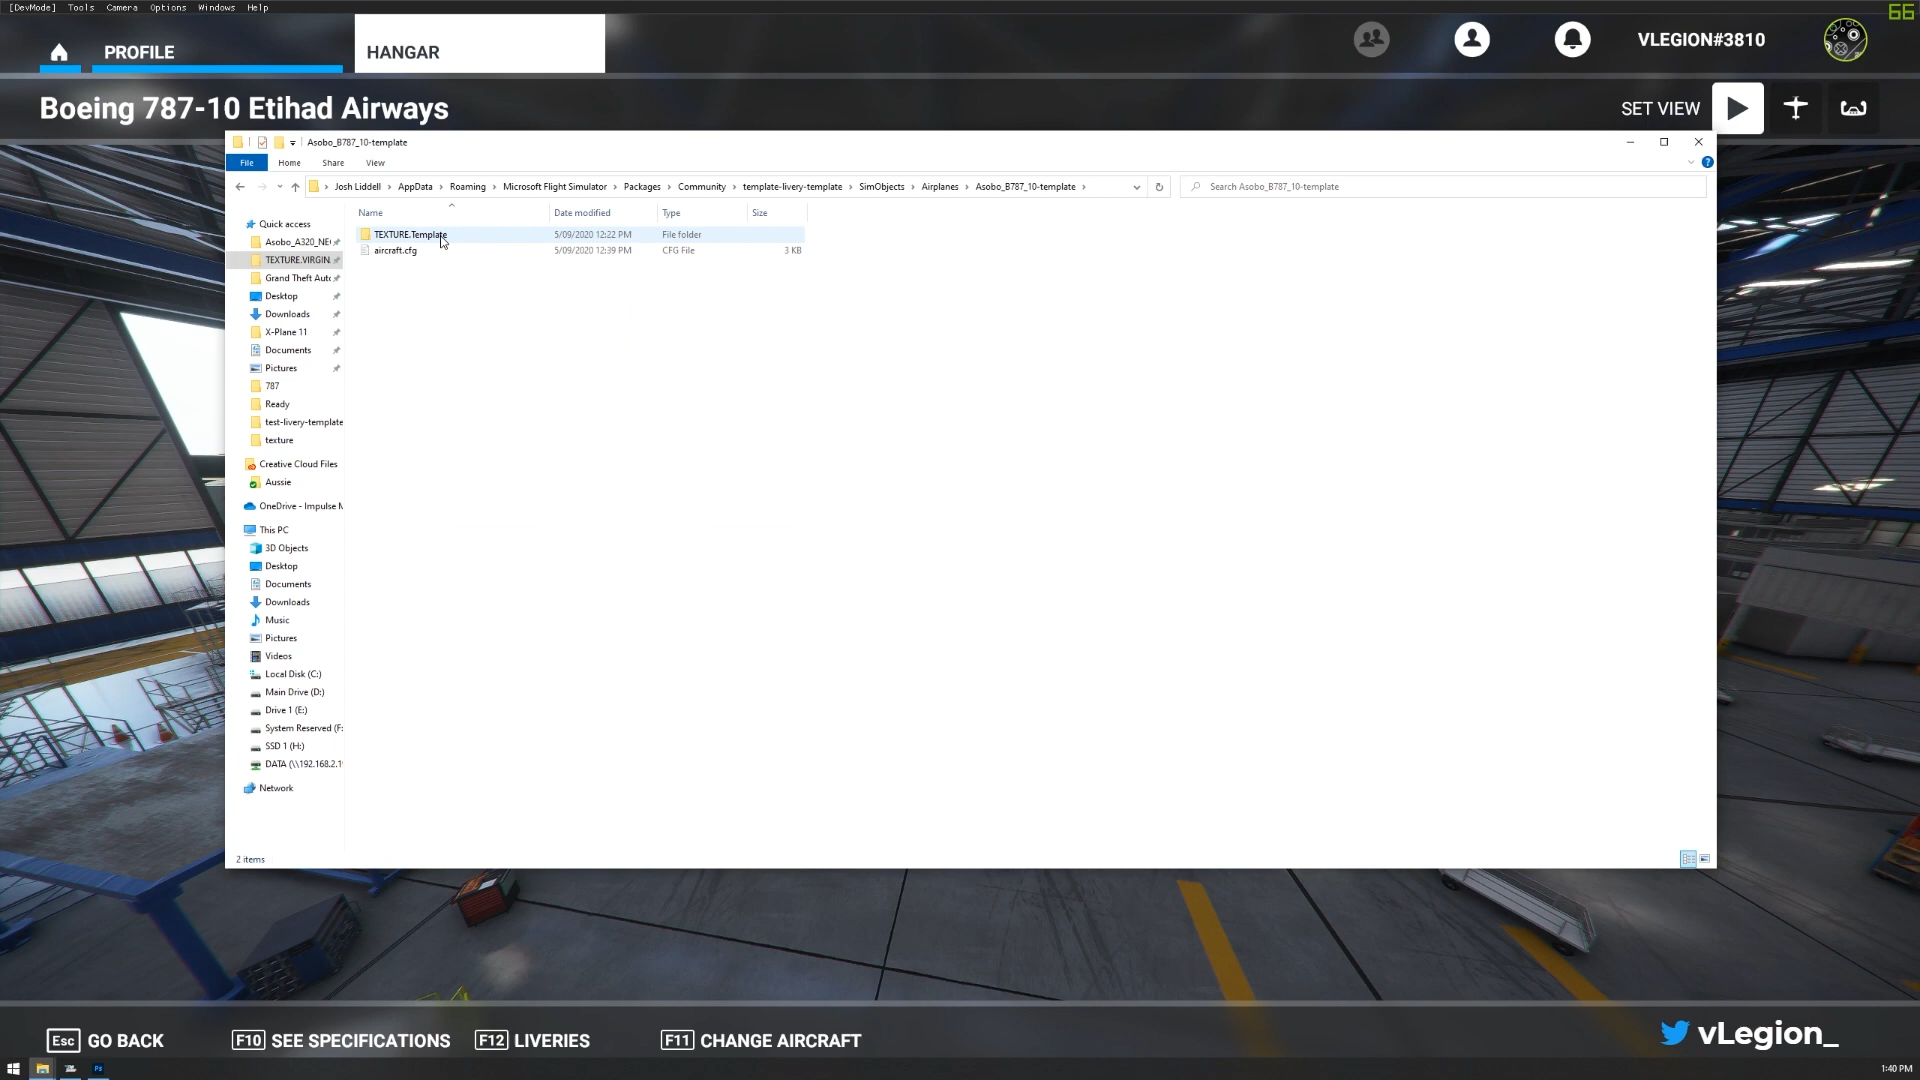 [DevMode] Tools Camera Options Windows Help
66
PROFILE
HANGAR
VLEGION#3810
Boeing 787-10 Etihad Airways
SET VIEW
Asobo_B787_10-template
File Home Share View
Josh Liddell › AppData › Roaming › Microsoft Flight Simulator › Packages › Community › template-livery-template › SimObjects › Airplanes › Asobo_B787_10-template ›
Search Asobo_B787_10-template
Name Date modified Type Size
TEXTURE.Template 5/09/2020 12:22 PM File folder
aircraft.cfg 5/09/2020 12:39 PM CFG File 3 KB
Quick access
Asobo_A320_NE
TEXTURE.VIRGIN.
Grand Theft Aut
Desktop
Downloads
X-Plane 11
Documents
Pictures
787
Ready
test-livery-template
texture
Creative Cloud Files
Aussie
OneDrive - Impulse M
This PC
3D Objects
Desktop
Documents
Downloads
Music
Pictures
Videos
Local Disk (C:)
Main Drive (D:)
Drive 1 (E:)
System Reserved (F:
SSD 1 (H:)
DATA (\\192.168.2.1
Network
2 items
Esc GO BACK
F10 SEE SPECIFICATIONS
F12 LIVERIES
F11 CHANGE AIRCRAFT
vLegion_
Ps
1:40 PM